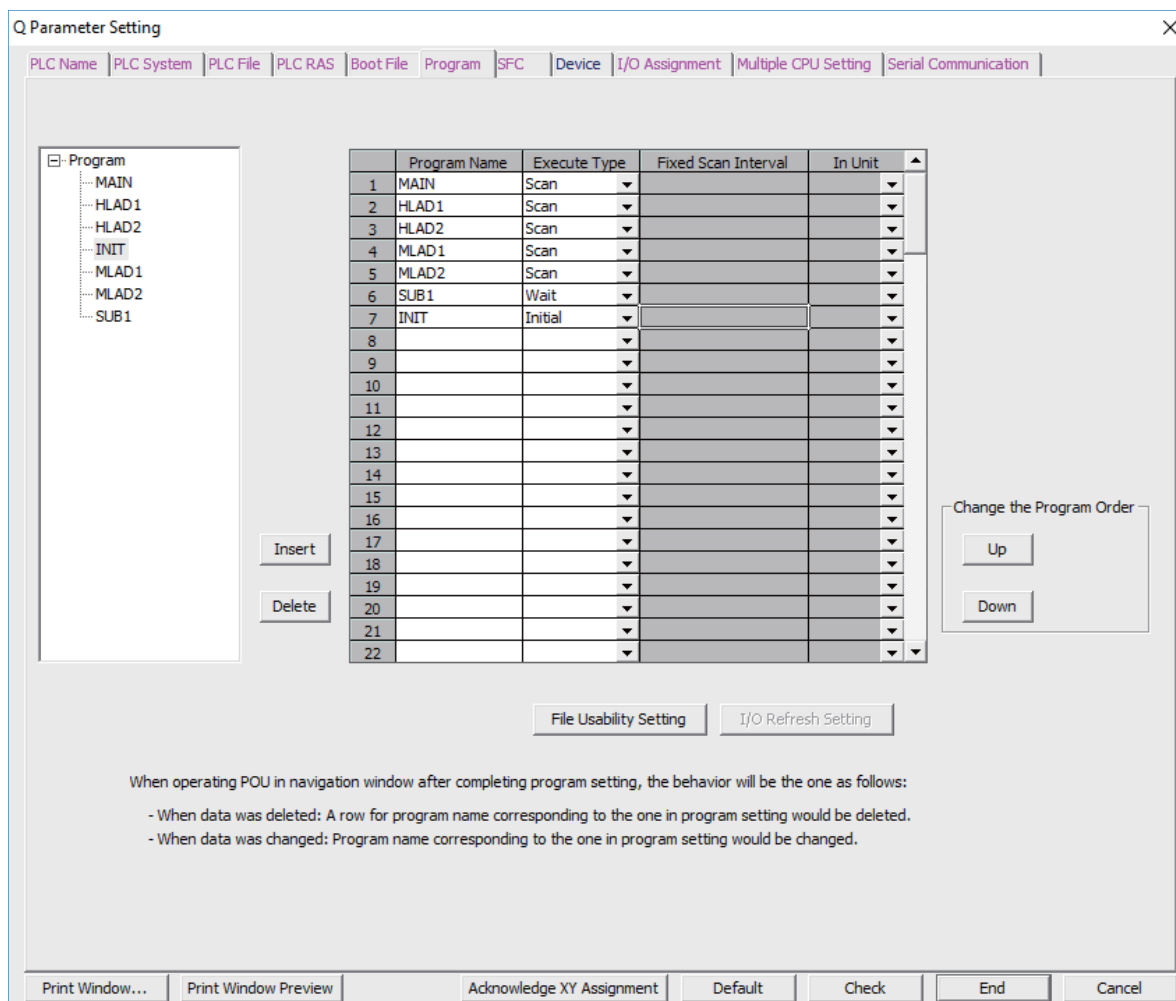 Q Parameter Setting
PLC Name PLC System PLC File PLC RAS Boot File Program SFC Device I/O Assignment Multiple CPU Setting Serial Communication
Program
MAIN
HLAD1
HLAD2
INIT
MLAD1
MLAD2
SUB1
Program Name Execute Type Fixed Scan Interval In Unit
1 MAIN Scan
2 HLAD1 Scan
3 HLAD2 Scan
4 MLAD1 Scan
5 MLAD2 Scan
6 SUB1 Wait
7 INIT Initial
8
9
10
11
12
13
14
15
16
17
18
19
20
21
22
Insert
Delete
Change the Program Order
Up
Down
File Usability Setting I/O Refresh Setting
When operating POU in navigation window after completing program setting, the behavior will be the one as follows:
- When data was deleted: A row for program name corresponding to the one in program setting would be deleted.
- When data was changed: Program name corresponding to the one in program setting would be changed.
Print Window... Print Window Preview Acknowledge XY Assignment Default Check End Cancel